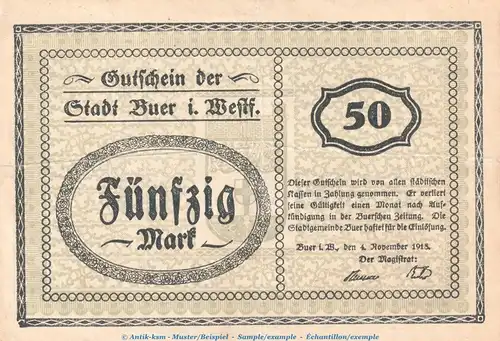 Gutschein der
Stadt Buer i. Westf.
Fünfzig
Mark
50
Dieser Gutschein wird von allen städtischen
Kassen in Zahlung genommen. Er verliert
seine Gültigkeit einen Monat nach Auf-
kündigung in der Buerschen Zeitung. Die
Stadtgemeinde Buer haftet für die Einlösung.
Buer i. W., den 4. November 1918.
Der Magistrat:
© Antik-ksm - Muster/Beispiel - Sample/exemple - Échantillon/exemple